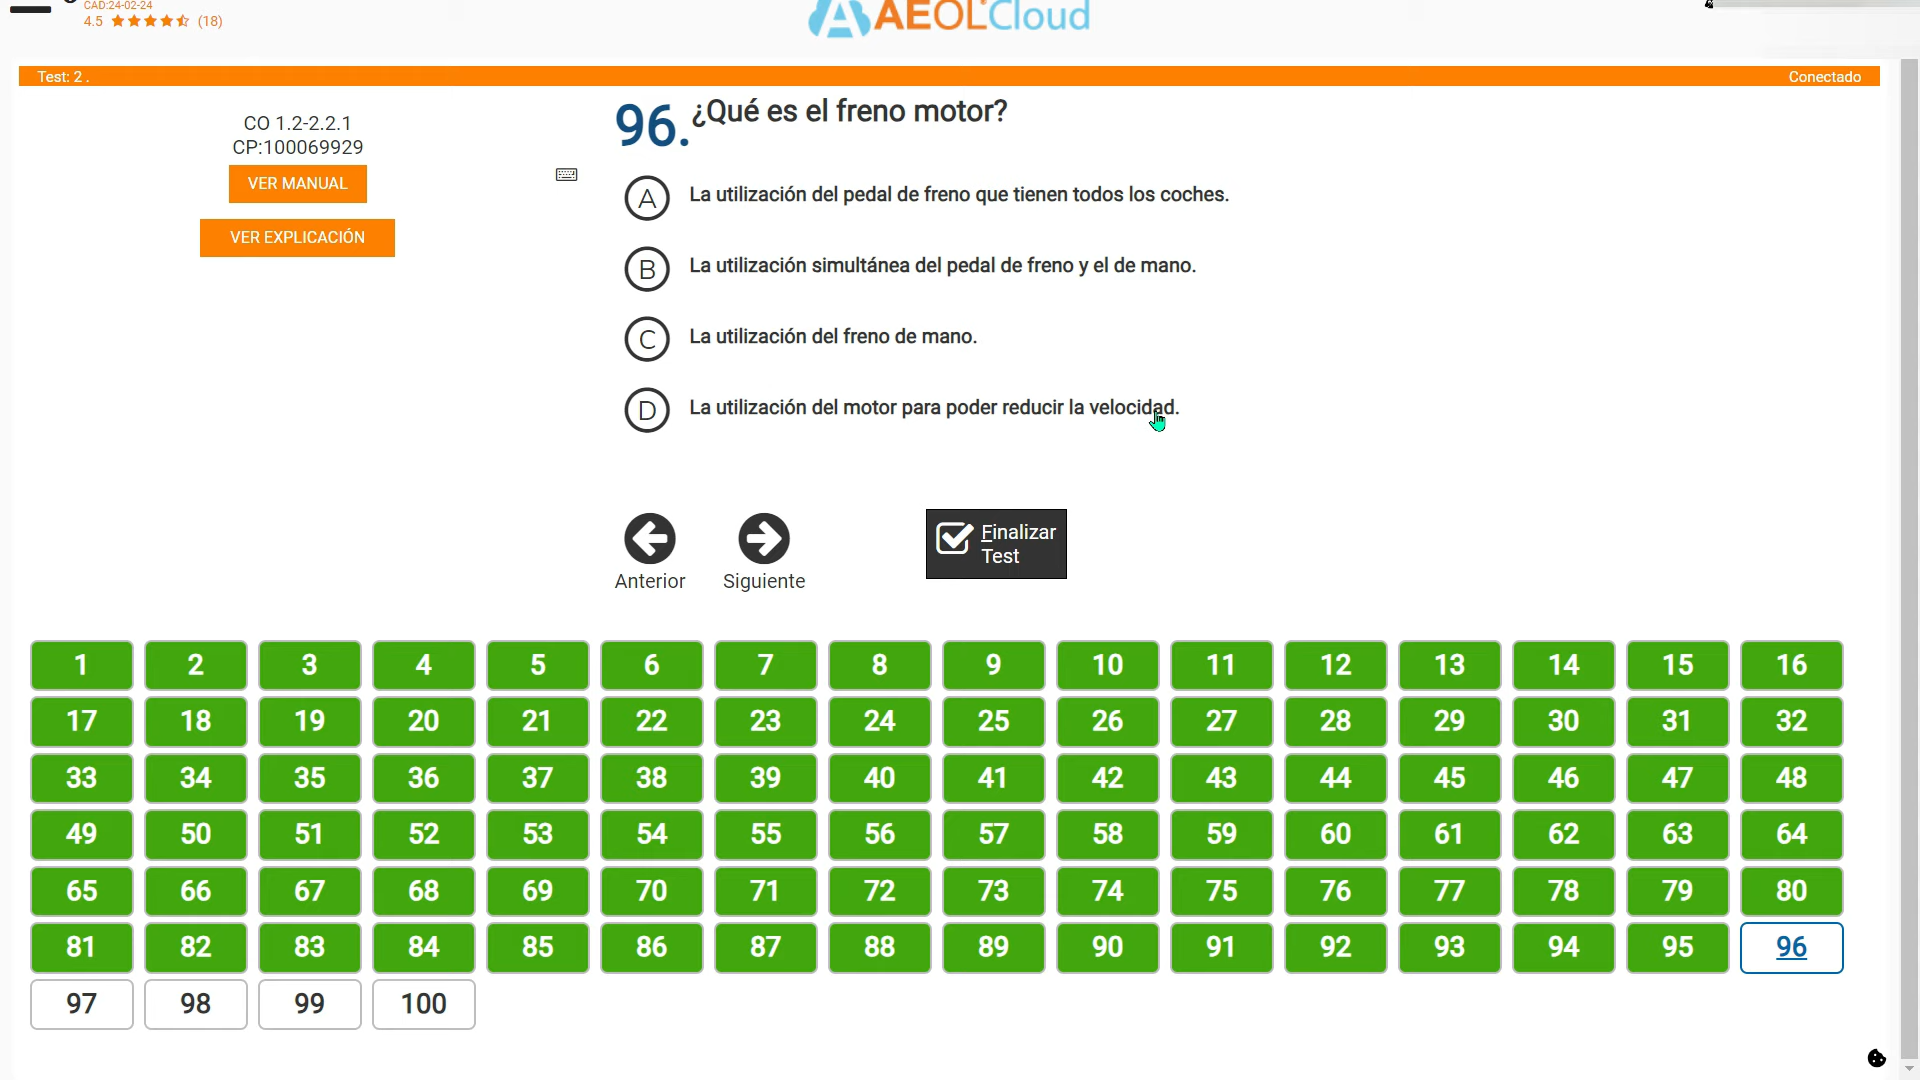 CAD:24-02-24
4.5 (18)
AEOL Cloud
Test: 2 .
Conectado
CO 1.2-2.2.1
CP:100069929
VER MANUAL
VER EXPLICACIÓN
96. ¿Qué es el freno motor?
A La utilización del pedal de freno que tienen todos los coches.
B La utilización simultánea del pedal de freno y el de mano.
C La utilización del freno de mano.
D La utilización del motor para poder reducir la velocidad.
Anterior
Siguiente
Finalizar
Test
1 2 3 4 5 6 7 8 9 10 11 12 13 14 15 16
17 18 19 20 21 22 23 24 25 26 27 28 29 30 31 32
33 34 35 36 37 38 39 40 41 42 43 44 45 46 47 48
49 50 51 52 53 54 55 56 57 58 59 60 61 62 63 64
65 66 67 68 69 70 71 72 73 74 75 76 77 78 79 80
81 82 83 84 85 86 87 88 89 90 91 92 93 94 95 96
97 98 99 100